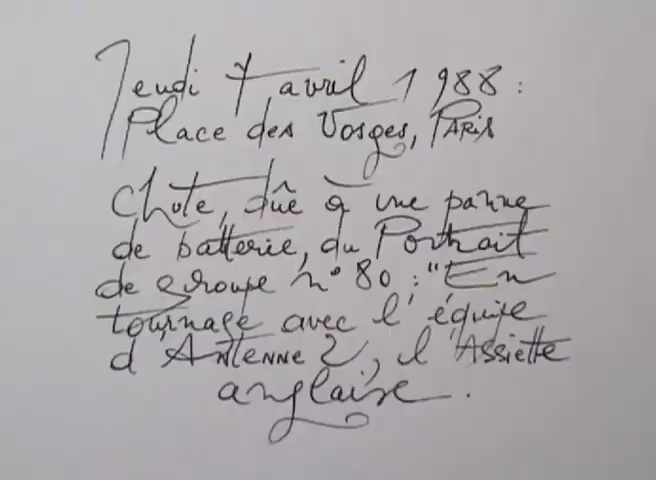 Jeudi 7 avril 1988 :
Place des Vosges, PARIS
Chute, dûe à une panne
de batterie, du Portrait
de groupe n° 80 : "En
tournage avec l'équipe
d'ANTENNE 2, l'Assiette
anglaise.